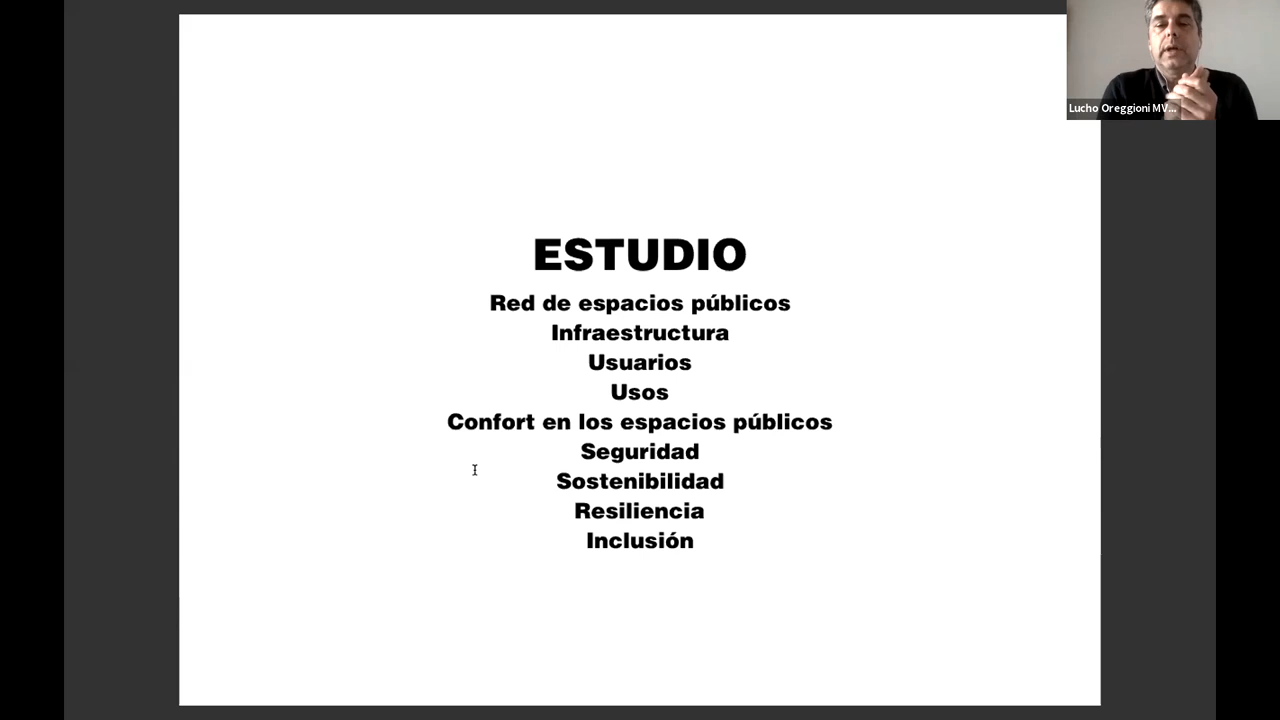 Lucho Oreggioni MV...
ESTUDIO
Red de espacios públicos
Infraestructura
Usuarios
Usos
Confort en los espacios públicos
Seguridad
Sostenibilidad
Resiliencia
Inclusión